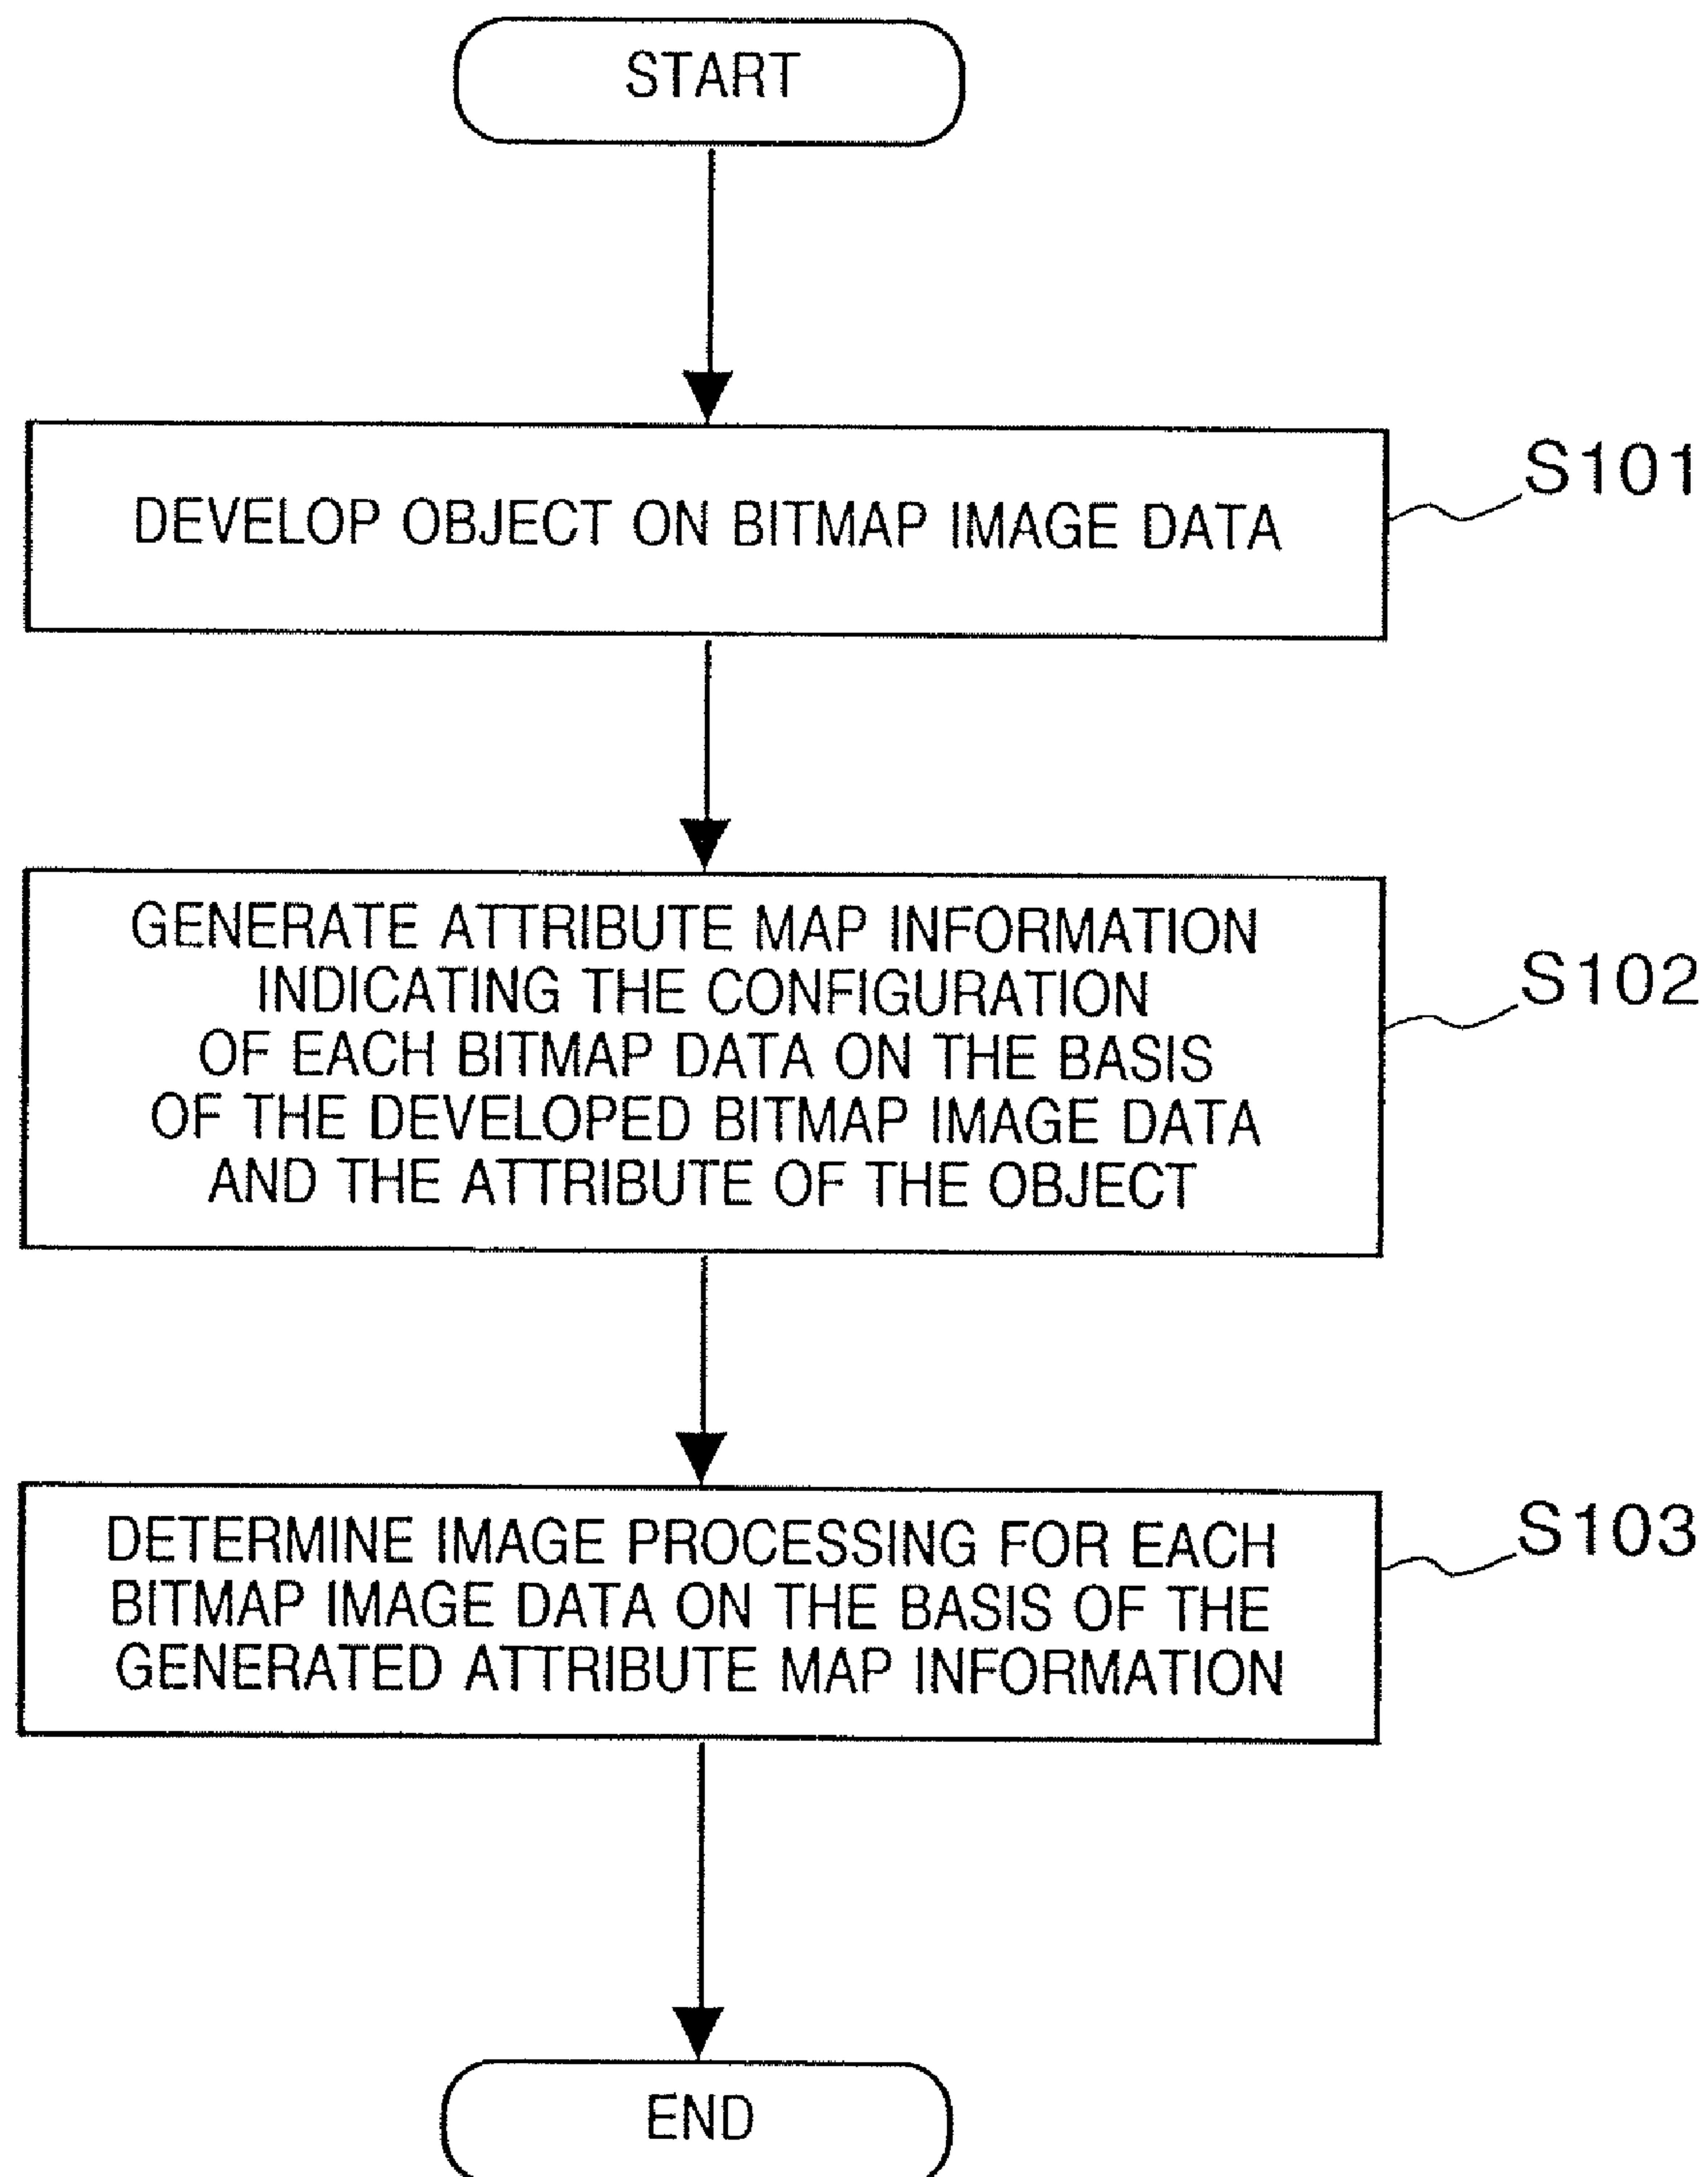 START
DEVELOP OBJECT ON BITMAP IMAGE DATA
S101
GENERATE ATTRIBUTE MAP INFORMATION
INDICATING THE CONFIGURATION
OF EACH BITMAP DATA ON THE BASIS
OF THE DEVELOPED BITMAP IMAGE DATA
AND THE ATTRIBUTE OF THE OBJECT
S102
DETERMINE IMAGE PROCESSING FOR EACH
BITMAP IMAGE DATA ON THE BASIS OF THE
GENERATED ATTRIBUTE MAP INFORMATION
S103
END